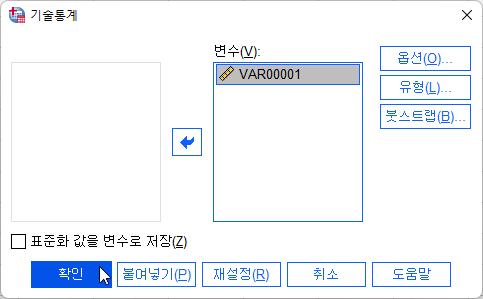 기술통계
변수(V):
VAR00001
옵션(O)...
유형(L)...
붓스트랩(B)...
표준화 값을 변수로 저장(Z)
확인
붙여넣기(P)
재설정(R)
취소
도움말